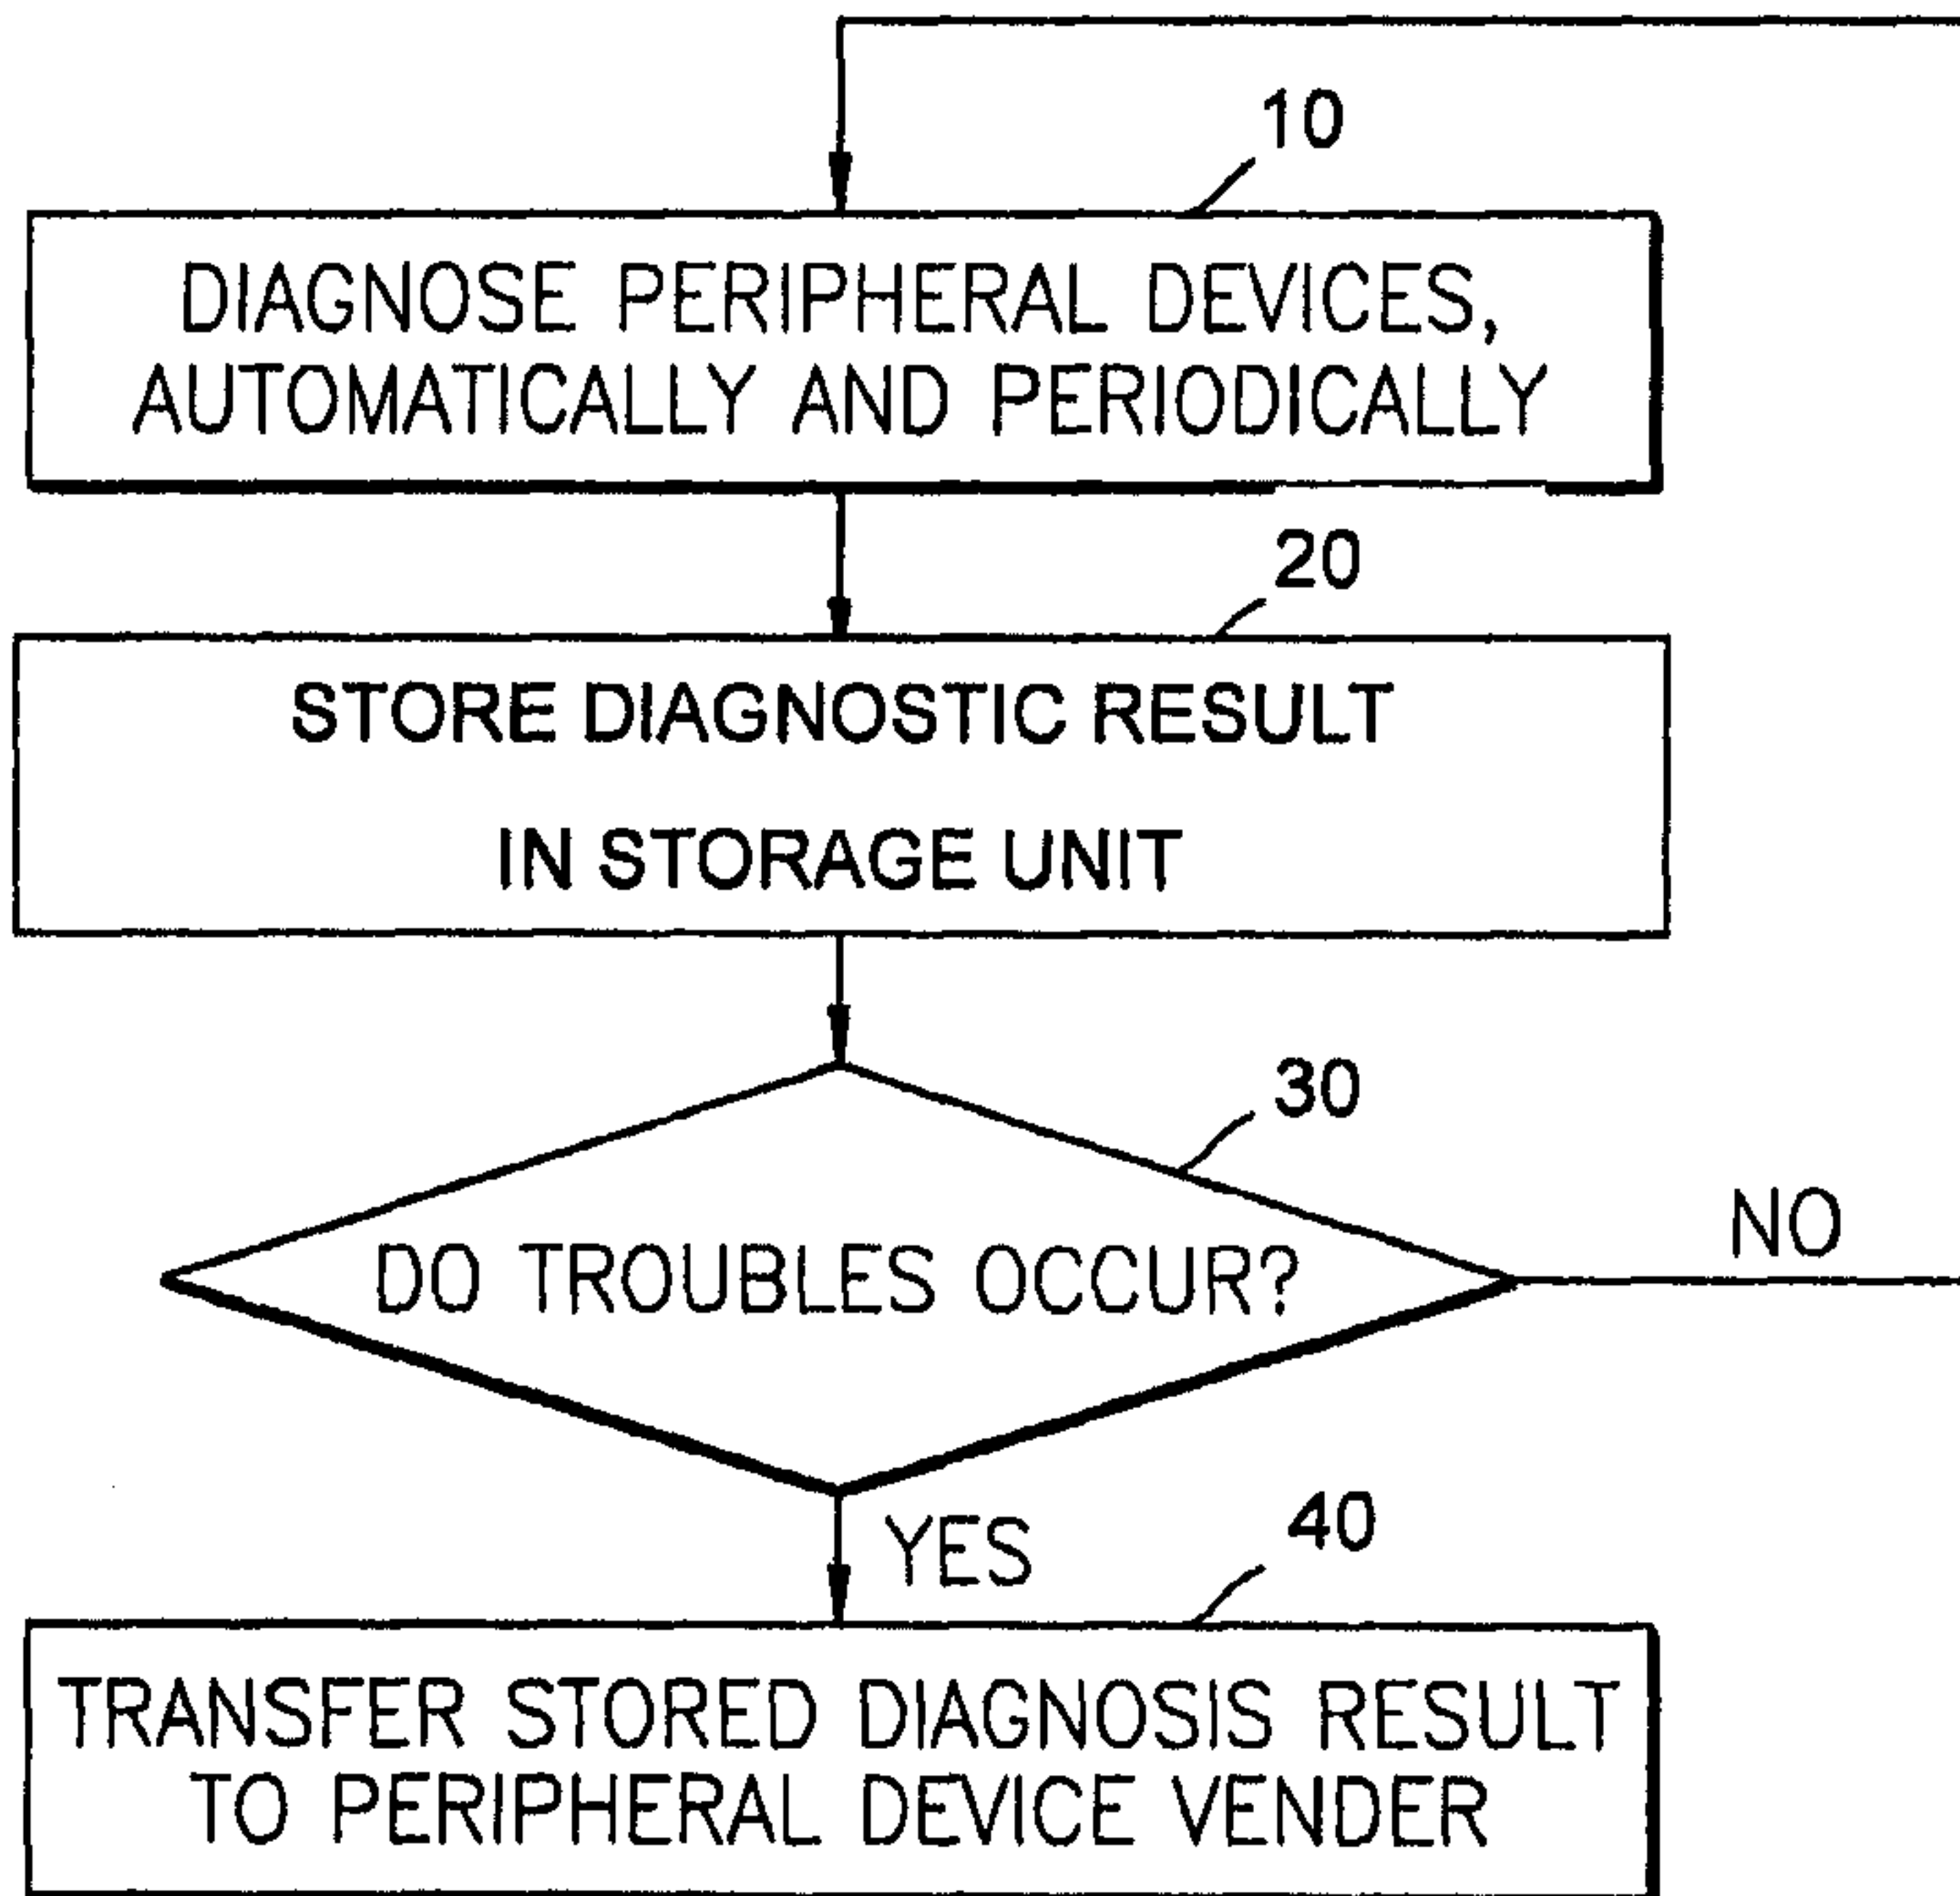 10
DIAGNOSE PERIPHERAL DEVICES,
AUTOMATICALLY AND PERIODICALLY
20
STORE DIAGNOSTIC RESULT
IN STORAGE UNIT
30
DO TROUBLES OCCUR?
NO
YES
40
TRANSFER STORED DIAGNOSIS RESULT
TO PERIPHERAL DEVICE VENDER